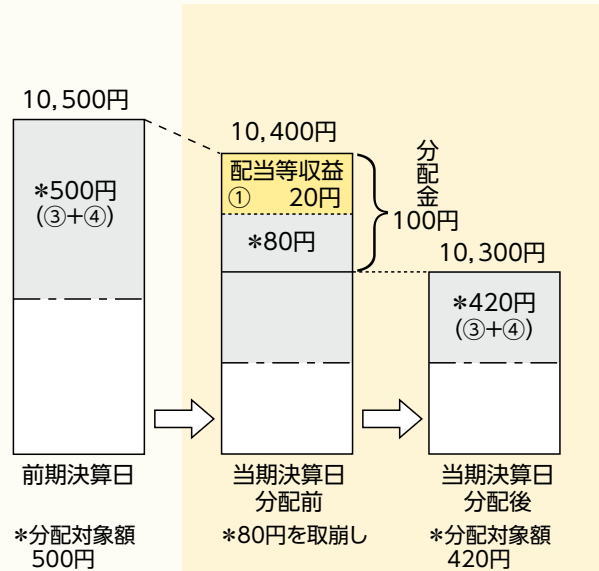 10,500円
*500円
(③+④)
前期決算日
*分配対象額
500円
10,400円
配当等収益
① 20円
*80円
分配金
100円
当期決算日
分配前
*80円を取崩し
10,300円
*420円
(③+④)
当期決算日
分配後
*分配対象額
420円